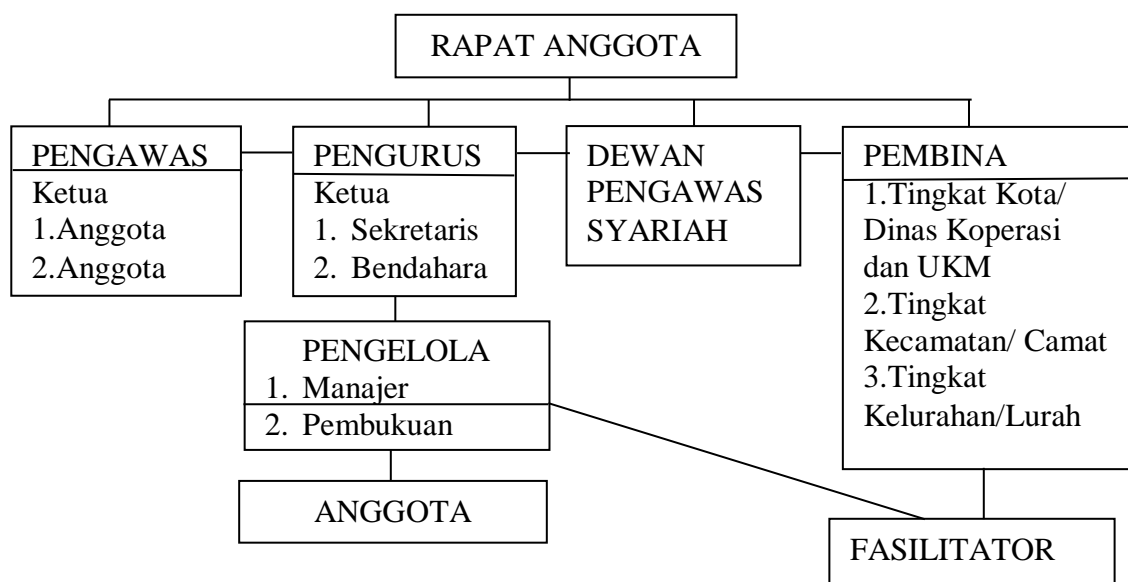 RAPAT ANGGOTA
PENGAWAS
Ketua
1.Anggota
2.Anggota
PENGURUS
Ketua
1. Sekretaris
2. Bendahara
DEWAN
PENGAWAS
SYARIAH
PEMBINA
1.Tingkat Kota/
Dinas Koperasi
dan UKM
2.Tingkat
Kecamatan/ Camat
3.Tingkat
Kelurahan/Lurah
PENGELOLA
1. Manajer
2. Pembukuan
ANGGOTA
FASILITATOR